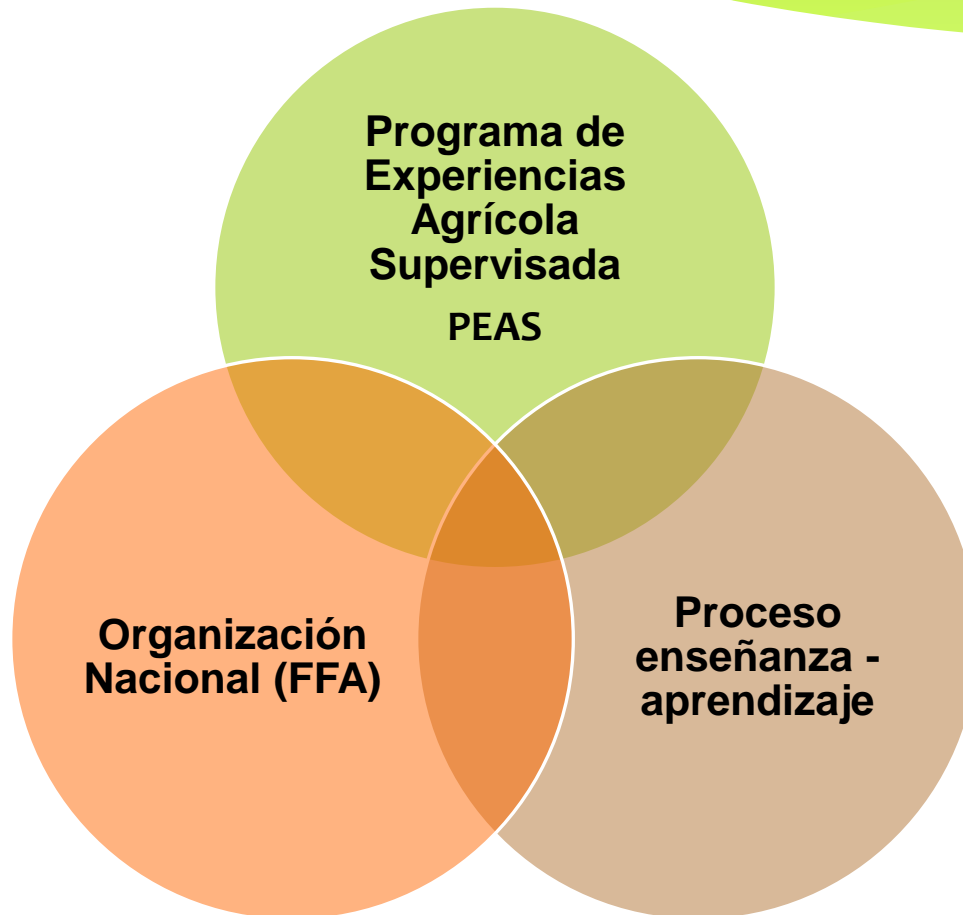 Programa de
Experiencias
Agrícola
Supervisada
PEAS
Organización
Nacional (FFA)
Proceso
enseñanza -
aprendizaje